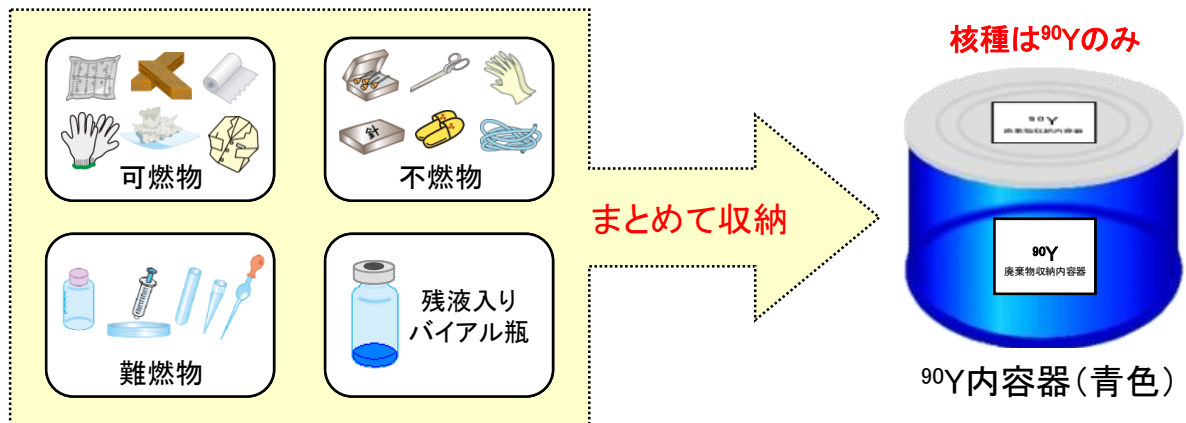 可燃物
針
不燃物
難燃物
残液入り
バイアル瓶
まとめて収納
核種は⁹⁰Yのみ
⁹⁰Y
廃棄物収納内容器
⁹⁰Y
廃棄物収納内容器
⁹⁰Y内容器（青色）